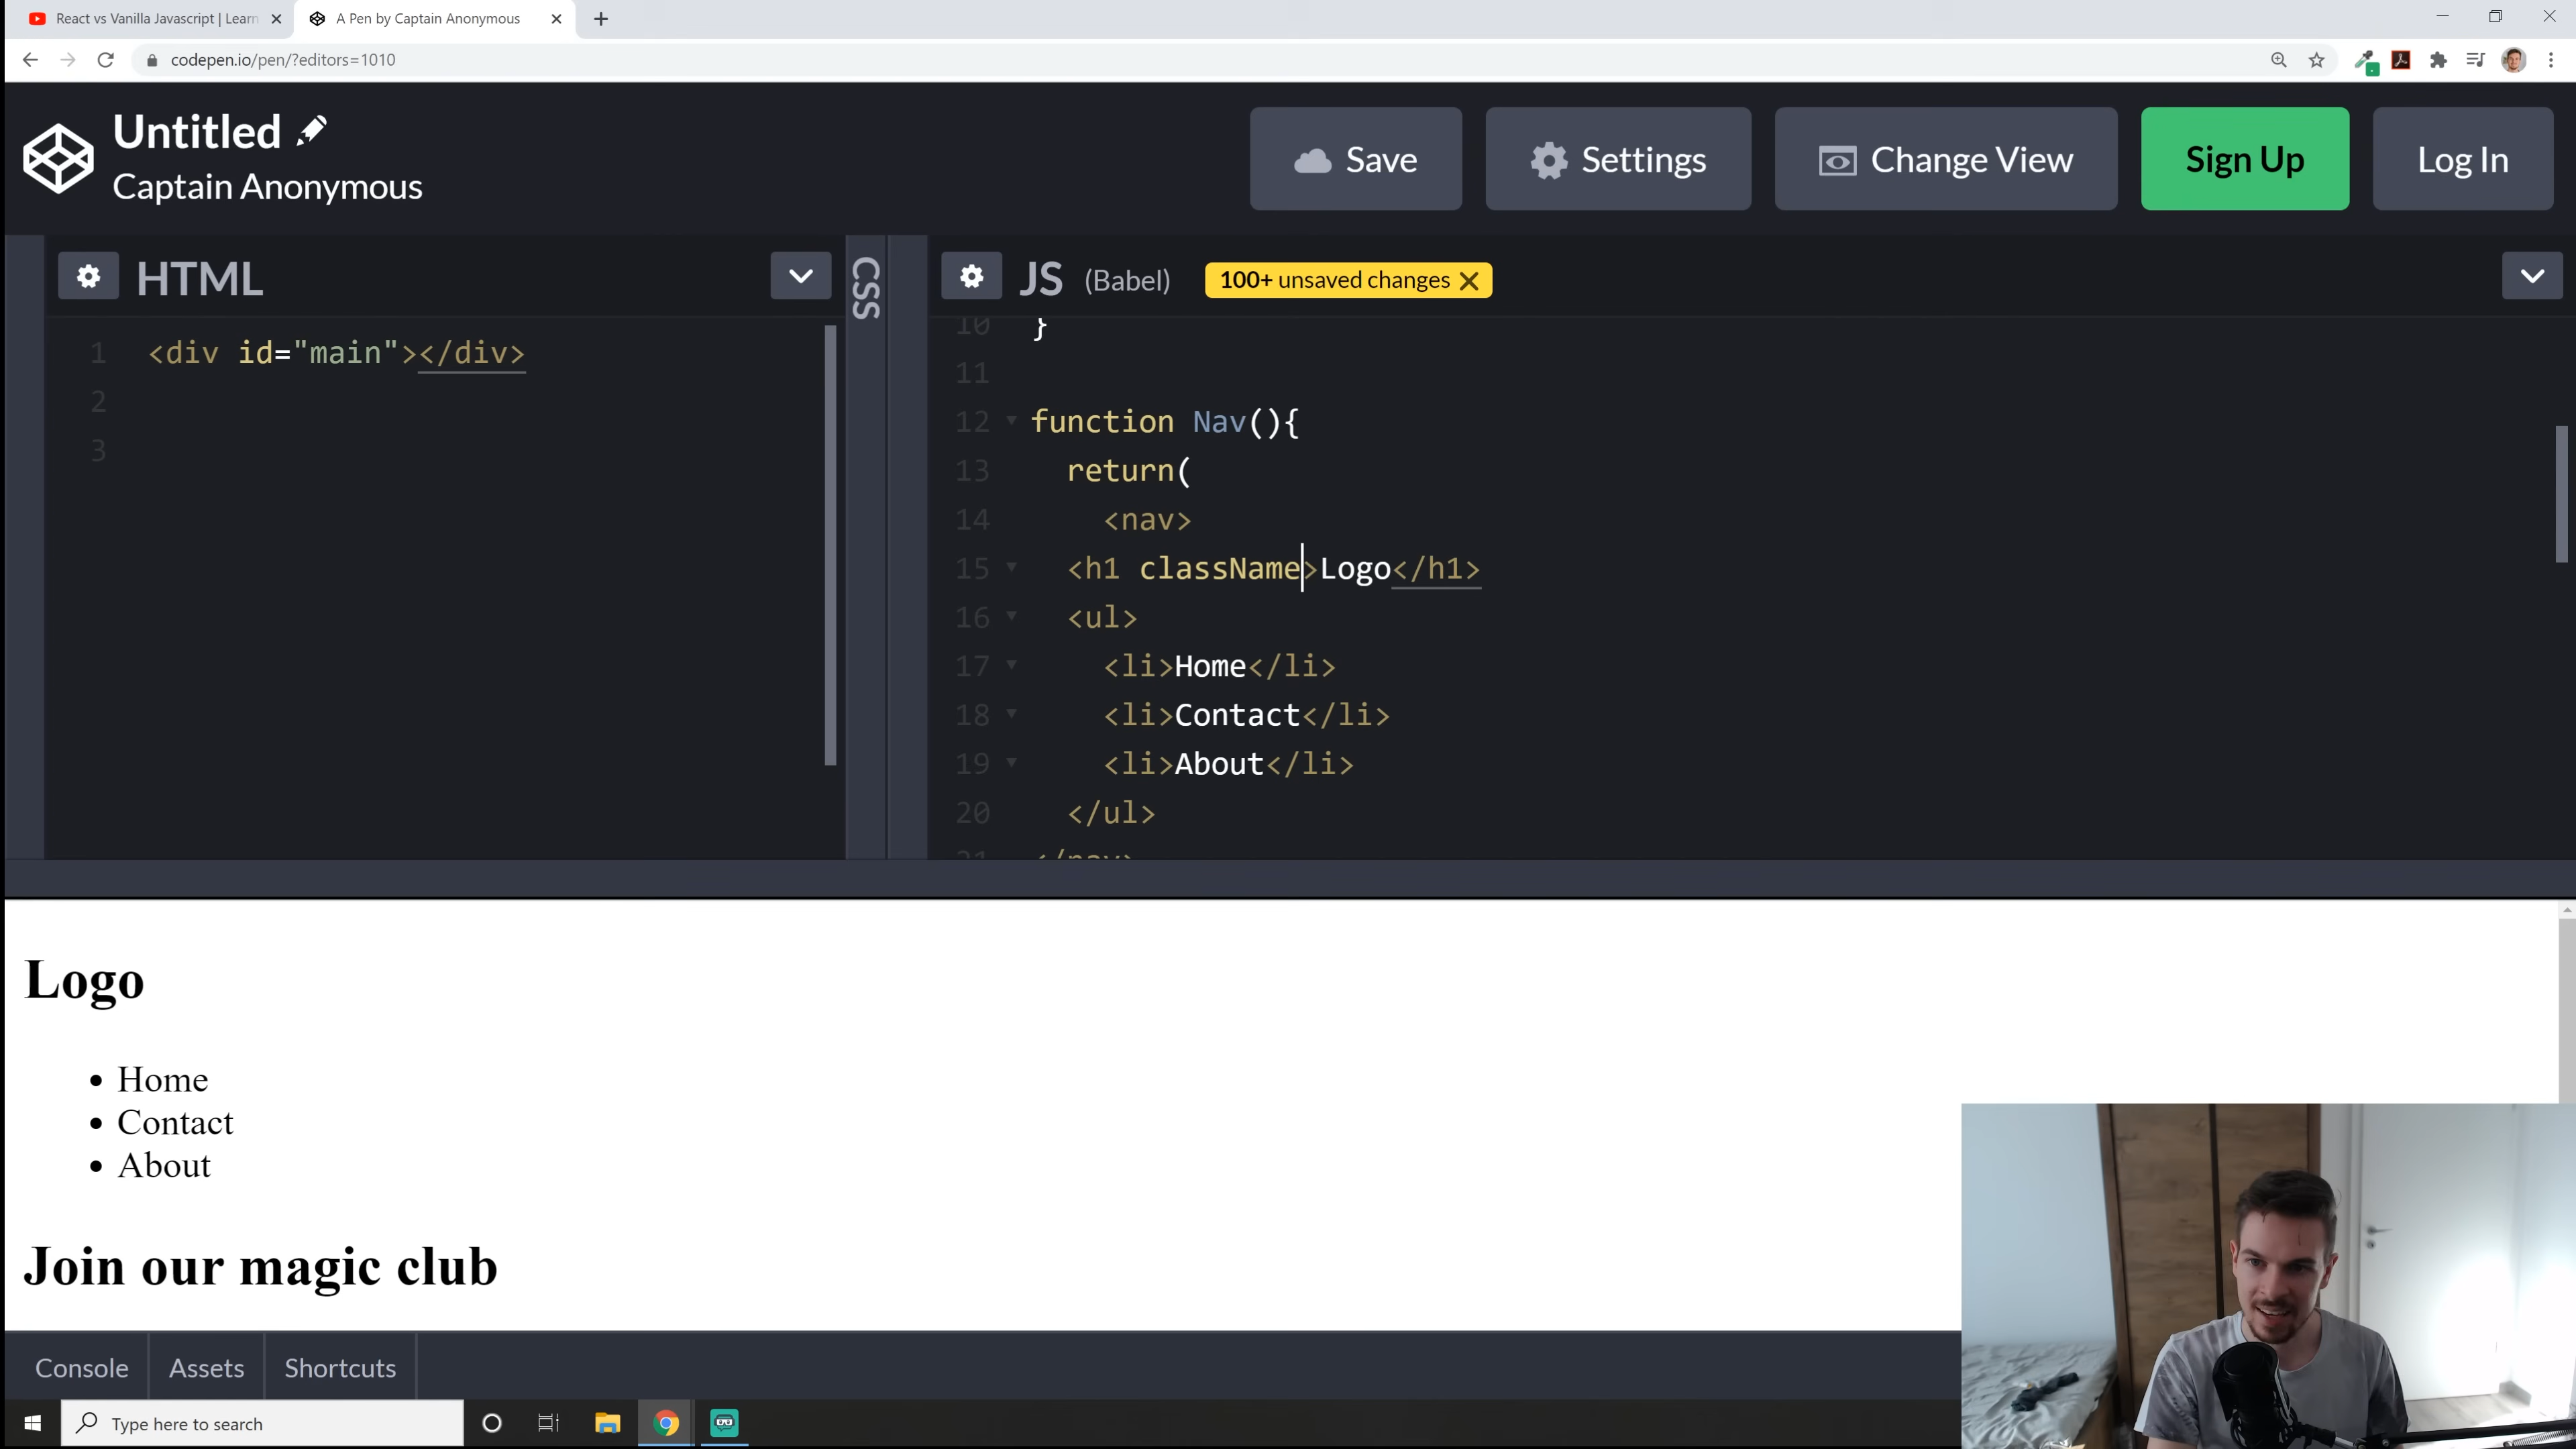 React vs Vanilla Javascript | Learn
A Pen by Captain Anonymous
codepen.io/pen/?editors=1010
Untitled
Captain Anonymous
Save
Settings
Change View
Sign Up
Log In
HTML
1 <div id="main"></div>
2
3
CSS
JS (Babel)
100+ unsaved changes
10 }
11
12 function Nav(){
13 return(
14 <nav>
15 <h1 className>Logo</h1>
16 <ul>
17 <li>Home</li>
18 <li>Contact</li>
19 <li>About</li>
20 </ul>
21 </nav>
Logo
• Home
• Contact
• About
Join our magic club
Console
Assets
Shortcuts
Type here to search